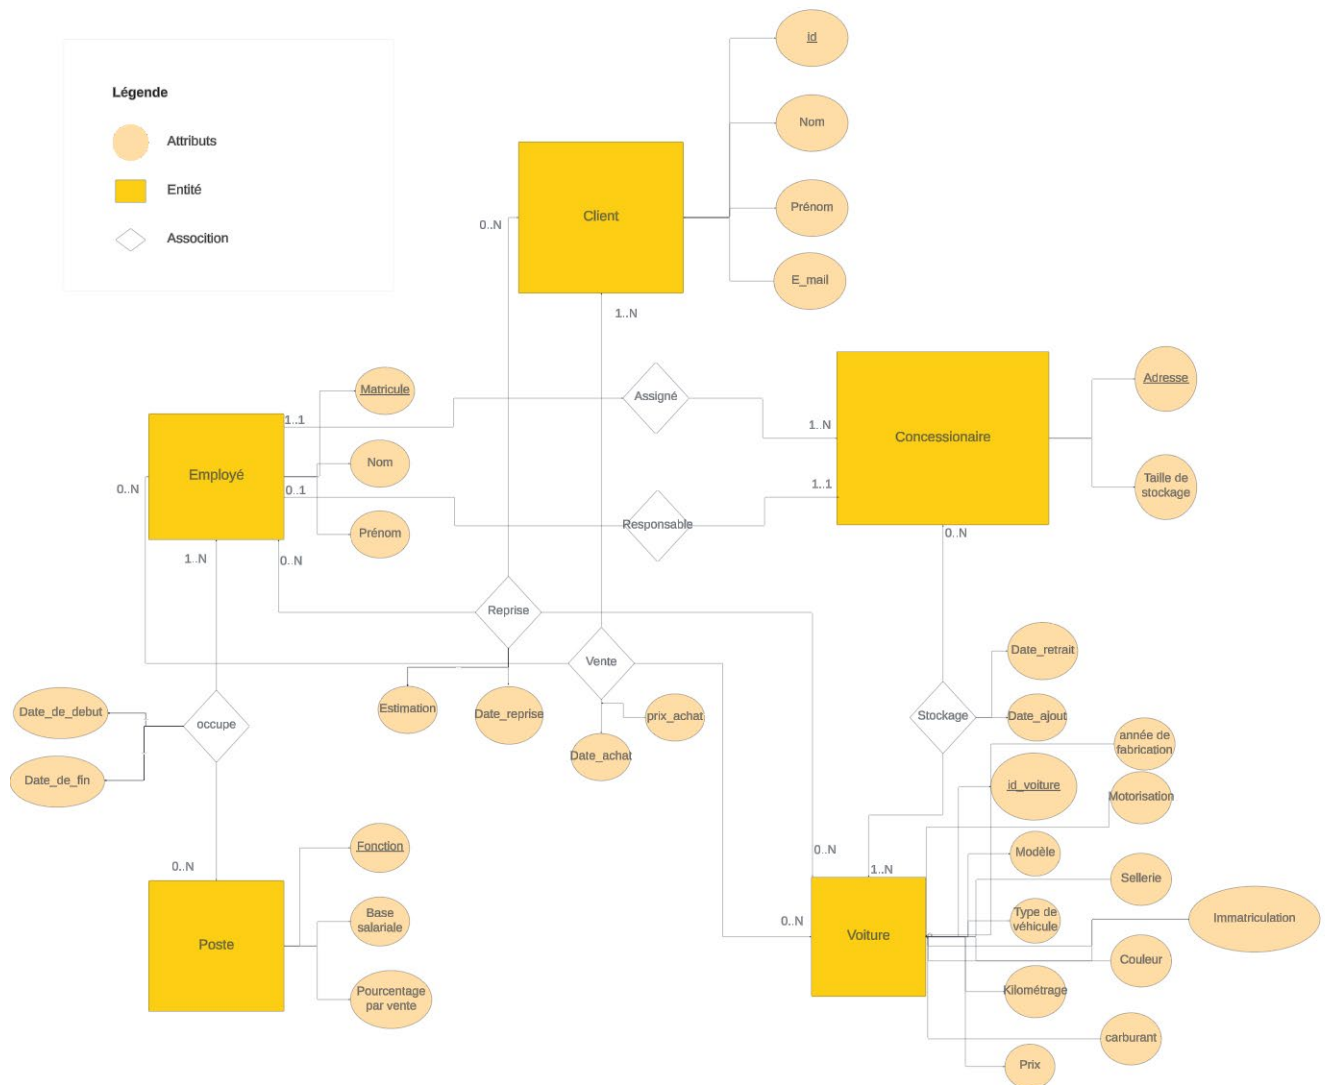 Légende
Attributs
Entité
Assocition
id
Nom
Prénom
E_mail
Client
0..N
1..N
Matricule
Nom
Prénom
Employé
1..1
0..1
0..N
1..N
0..N
Assigné
Responsable
1..N
1..1
Concessionaire
0..N
Adresse
Taille de
stockage
Reprise
Estimation
Date_reprise
Vente
prix_achat
Date_achat
Stockage
Date_retrait
Date_ajout
occupe
Date_de_debut
Date_de_fin
0..N
Poste
Fonction
Base
salariale
Pourcentage
par vente
0..N
1..N
0..N
Voiture
année de
fabrication
id_voiture
Motorisation
Modèle
Sellerie
Type de
véhicule
Immatriculation
Couleur
Kilométrage
carburant
Prix